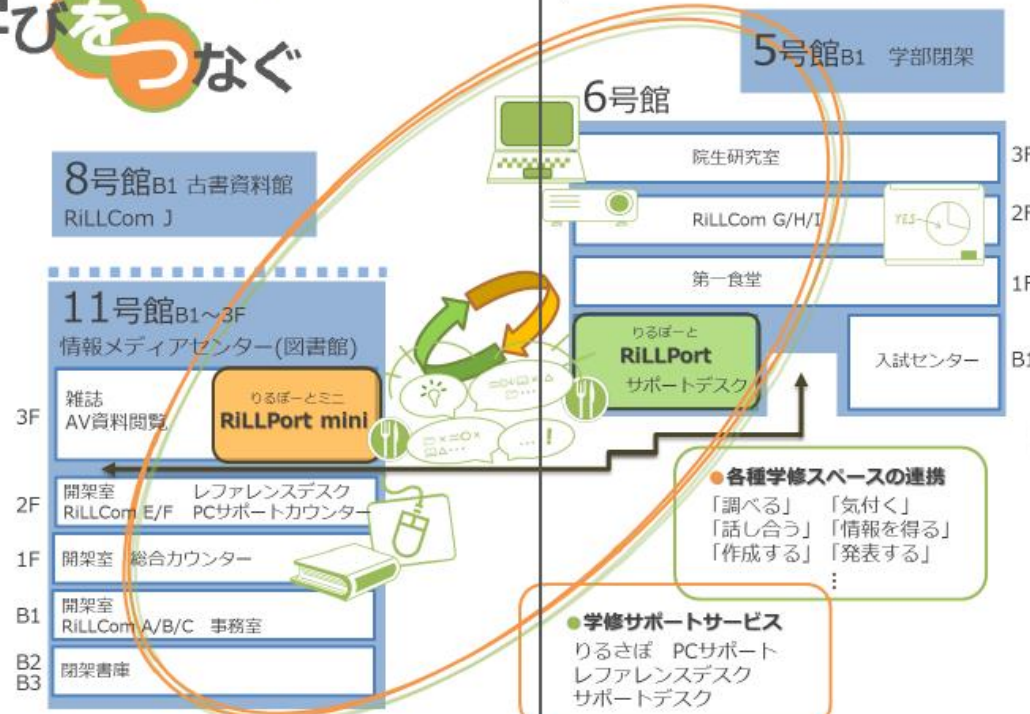 学びを
つなぐ
5号館B1 学部閉架
6号館
院生研究室
3F
RiLLCom G/H/I
YES
2F
第一食堂
1F
りるぽーと
RiLLPort
サポートデスク
入試センター
B1
8号館B1 古書資料館
RiLLCom J
11号館B1～3F
情報メディアセンター(図書館)
3F
雑誌
AV資料閲覧
りるぽーとミニ
RiLLPort mini
2F
開架室 レファレンスデスク
RiLLCom E/F PCサポートカウンター
1F
開架室 総合カウンター
B1
開架室
RiLLCom A/B/C 事務室
B2
B3
閉架書庫
●各種学修スペースの連携
「調べる」 「気付く」
「話し合う」「情報を得る」
「作成する」「発表する」
⋮
●学修サポートサービス
りるさぽ PCサポート
レファレンスデスク
サポートデスク